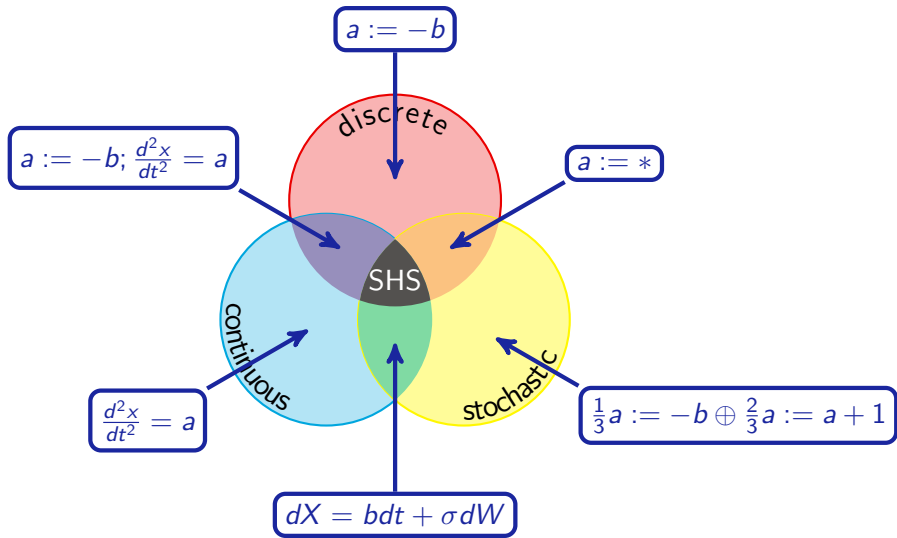 a := −b
discrete
a := −b; d²x/dt² = a
a := ∗
SHS
continuous
stochastic
d²x/dt² = a
1/3 a := −b ⊕ 2/3 a := a + 1
dX = bdt + σdW